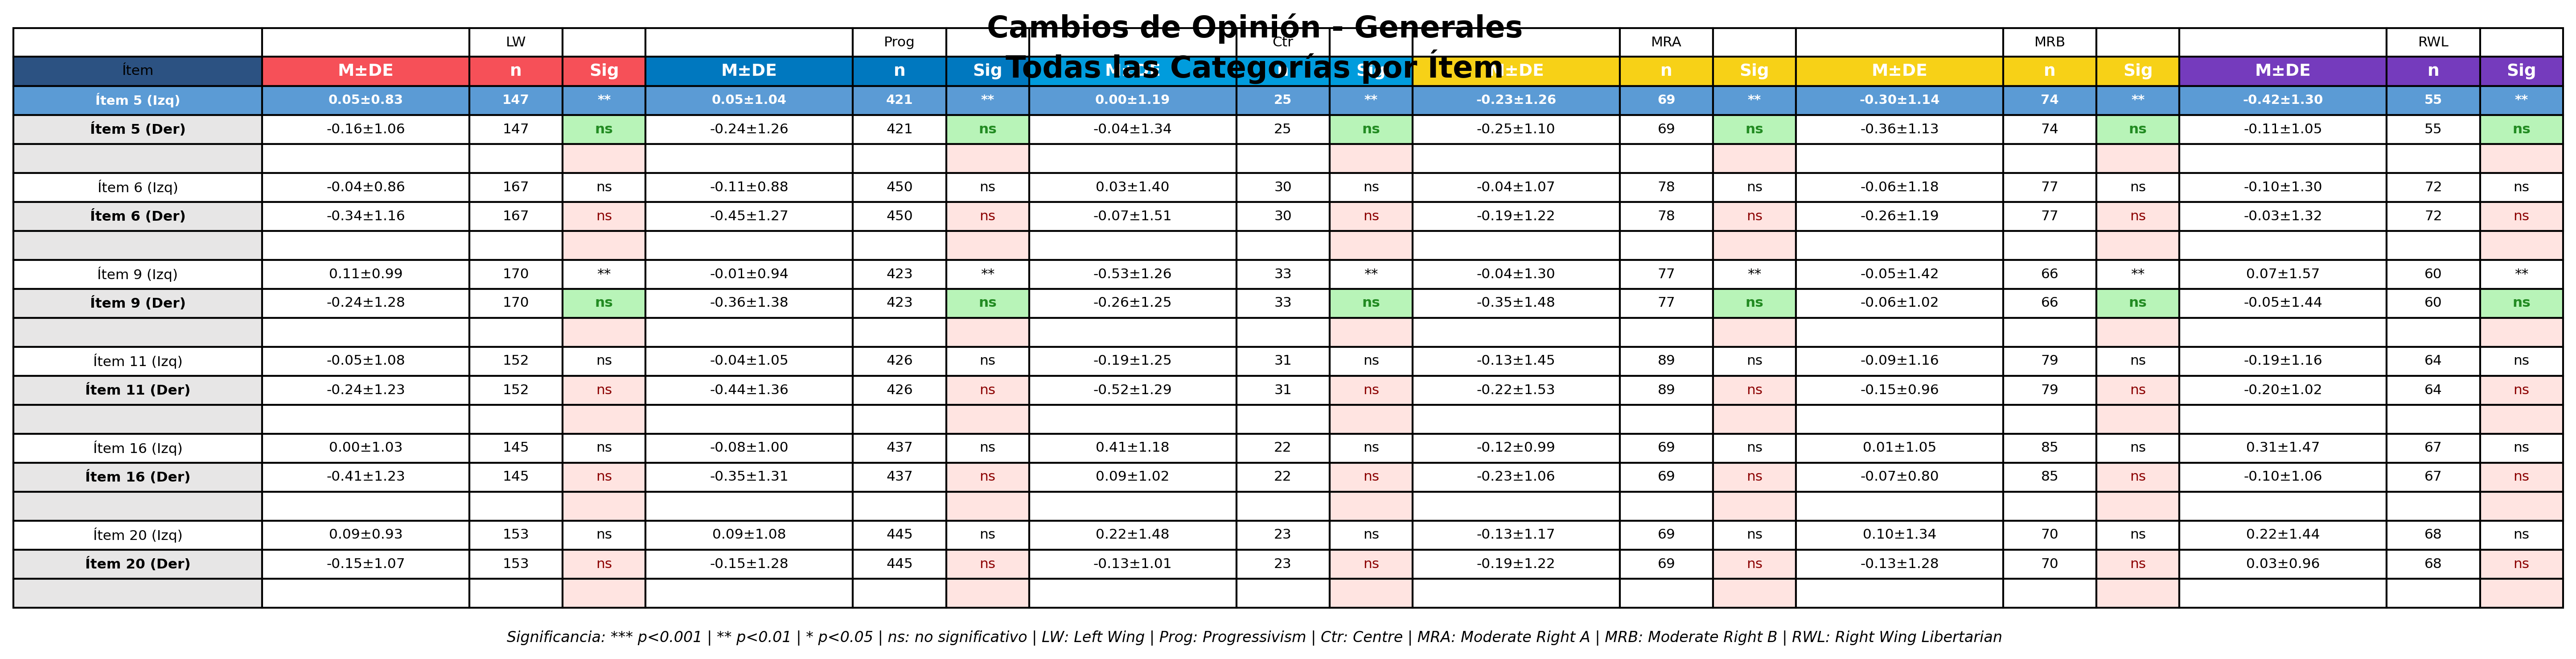 Cambios de Opinión - Generales
Todas las Categorías por Ítem
LW Prog Ctr MRA MRB RWL
Ítem M±DE n Sig M±DE n Sig M±DE n Sig M±DE n Sig M±DE n Sig M±DE n Sig
Ítem 5 (Izq) 0.05±0.83 147 ** 0.05±1.04 421 ** 0.00±1.19 25 ** -0.23±1.26 69 ** -0.30±1.14 74 ** -0.42±1.30 55 **
Ítem 5 (Der) -0.16±1.06 147 ns -0.24±1.26 421 ns -0.04±1.34 25 ns -0.25±1.10 69 ns -0.36±1.13 74 ns -0.11±1.05 55 ns
Ítem 6 (Izq) -0.04±0.86 167 ns -0.11±0.88 450 ns 0.03±1.40 30 ns -0.04±1.07 78 ns -0.06±1.18 77 ns -0.10±1.30 72 ns
Ítem 6 (Der) -0.34±1.16 167 ns -0.45±1.27 450 ns -0.07±1.51 30 ns -0.19±1.22 78 ns -0.26±1.19 77 ns -0.03±1.32 72 ns
Ítem 9 (Izq) 0.11±0.99 170 ** -0.01±0.94 423 ** -0.53±1.26 33 ** -0.04±1.30 77 ** -0.05±1.42 66 ** 0.07±1.57 60 **
Ítem 9 (Der) -0.24±1.28 170 ns -0.36±1.38 423 ns -0.26±1.25 33 ns -0.35±1.48 77 ns -0.06±1.02 66 ns -0.05±1.44 60 ns
Ítem 11 (Izq) -0.05±1.08 152 ns -0.04±1.05 426 ns -0.19±1.25 31 ns -0.13±1.45 89 ns -0.09±1.16 79 ns -0.19±1.16 64 ns
Ítem 11 (Der) -0.24±1.23 152 ns -0.44±1.36 426 ns -0.52±1.29 31 ns -0.22±1.53 89 ns -0.15±0.96 79 ns -0.20±1.02 64 ns
Ítem 16 (Izq) 0.00±1.03 145 ns -0.08±1.00 437 ns 0.41±1.18 22 ns -0.12±0.99 69 ns 0.01±1.05 85 ns 0.31±1.47 67 ns
Ítem 16 (Der) -0.41±1.23 145 ns -0.35±1.31 437 ns 0.09±1.02 22 ns -0.23±1.06 69 ns -0.07±0.80 85 ns -0.10±1.06 67 ns
Ítem 20 (Izq) 0.09±0.93 153 ns 0.09±1.08 445 ns 0.22±1.48 23 ns -0.13±1.17 69 ns 0.10±1.34 70 ns 0.22±1.44 68 ns
Ítem 20 (Der) -0.15±1.07 153 ns -0.15±1.28 445 ns -0.13±1.01 23 ns -0.19±1.22 69 ns -0.13±1.28 70 ns 0.03±0.96 68 ns
Significancia: *** p<0.001 | ** p<0.01 | * p<0.05 | ns: no significativo | LW: Left Wing | Prog: Progressivism | Ctr: Centre | MRA: Moderate Right A | MRB: Moderate Right B | RWL: Right Wing Libertarian